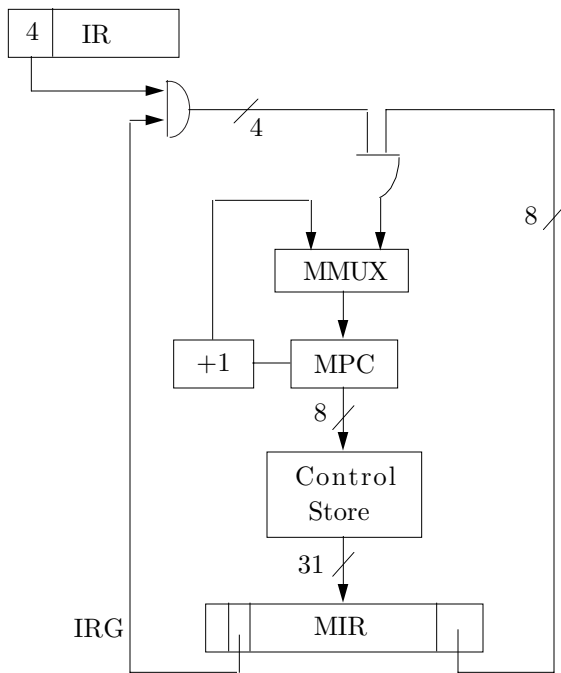 4 IR
4
8
MMUX
+1 MPC
8
Control
Store
31
IRG MIR